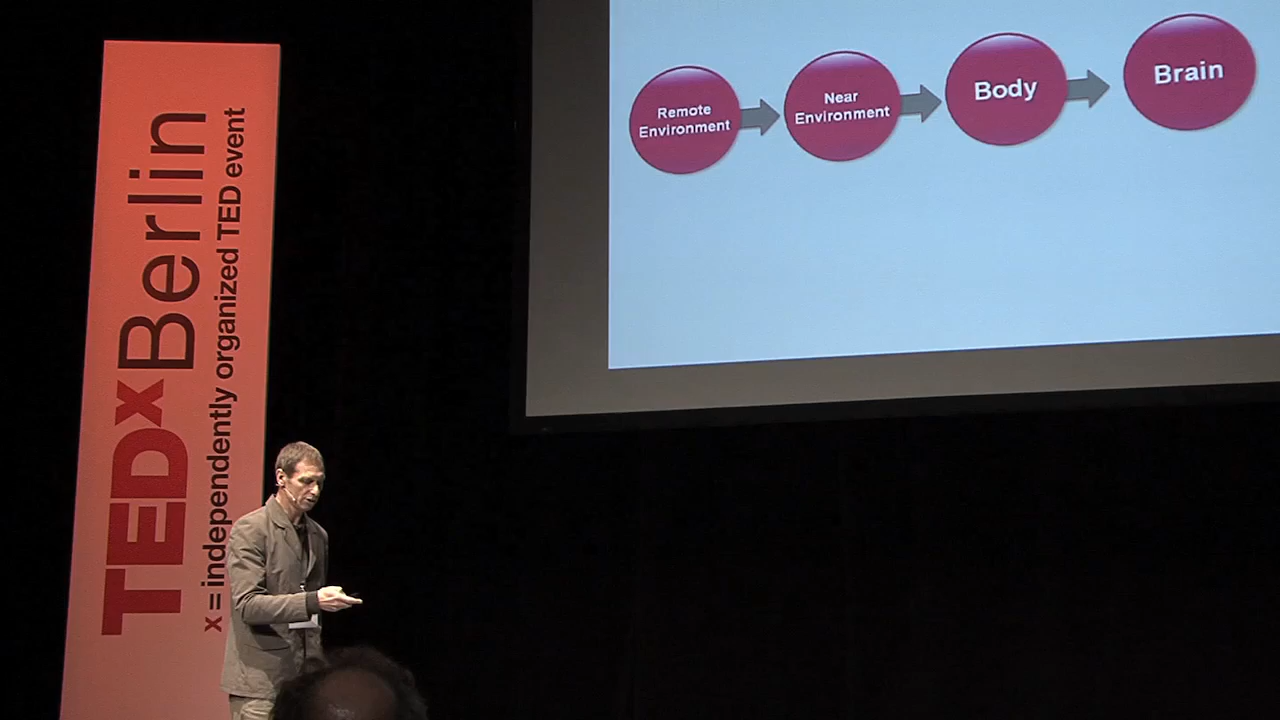 TEDxBerlin
x = independently organized TED event
Remote
Environment
Near
Environment
Body
Brain